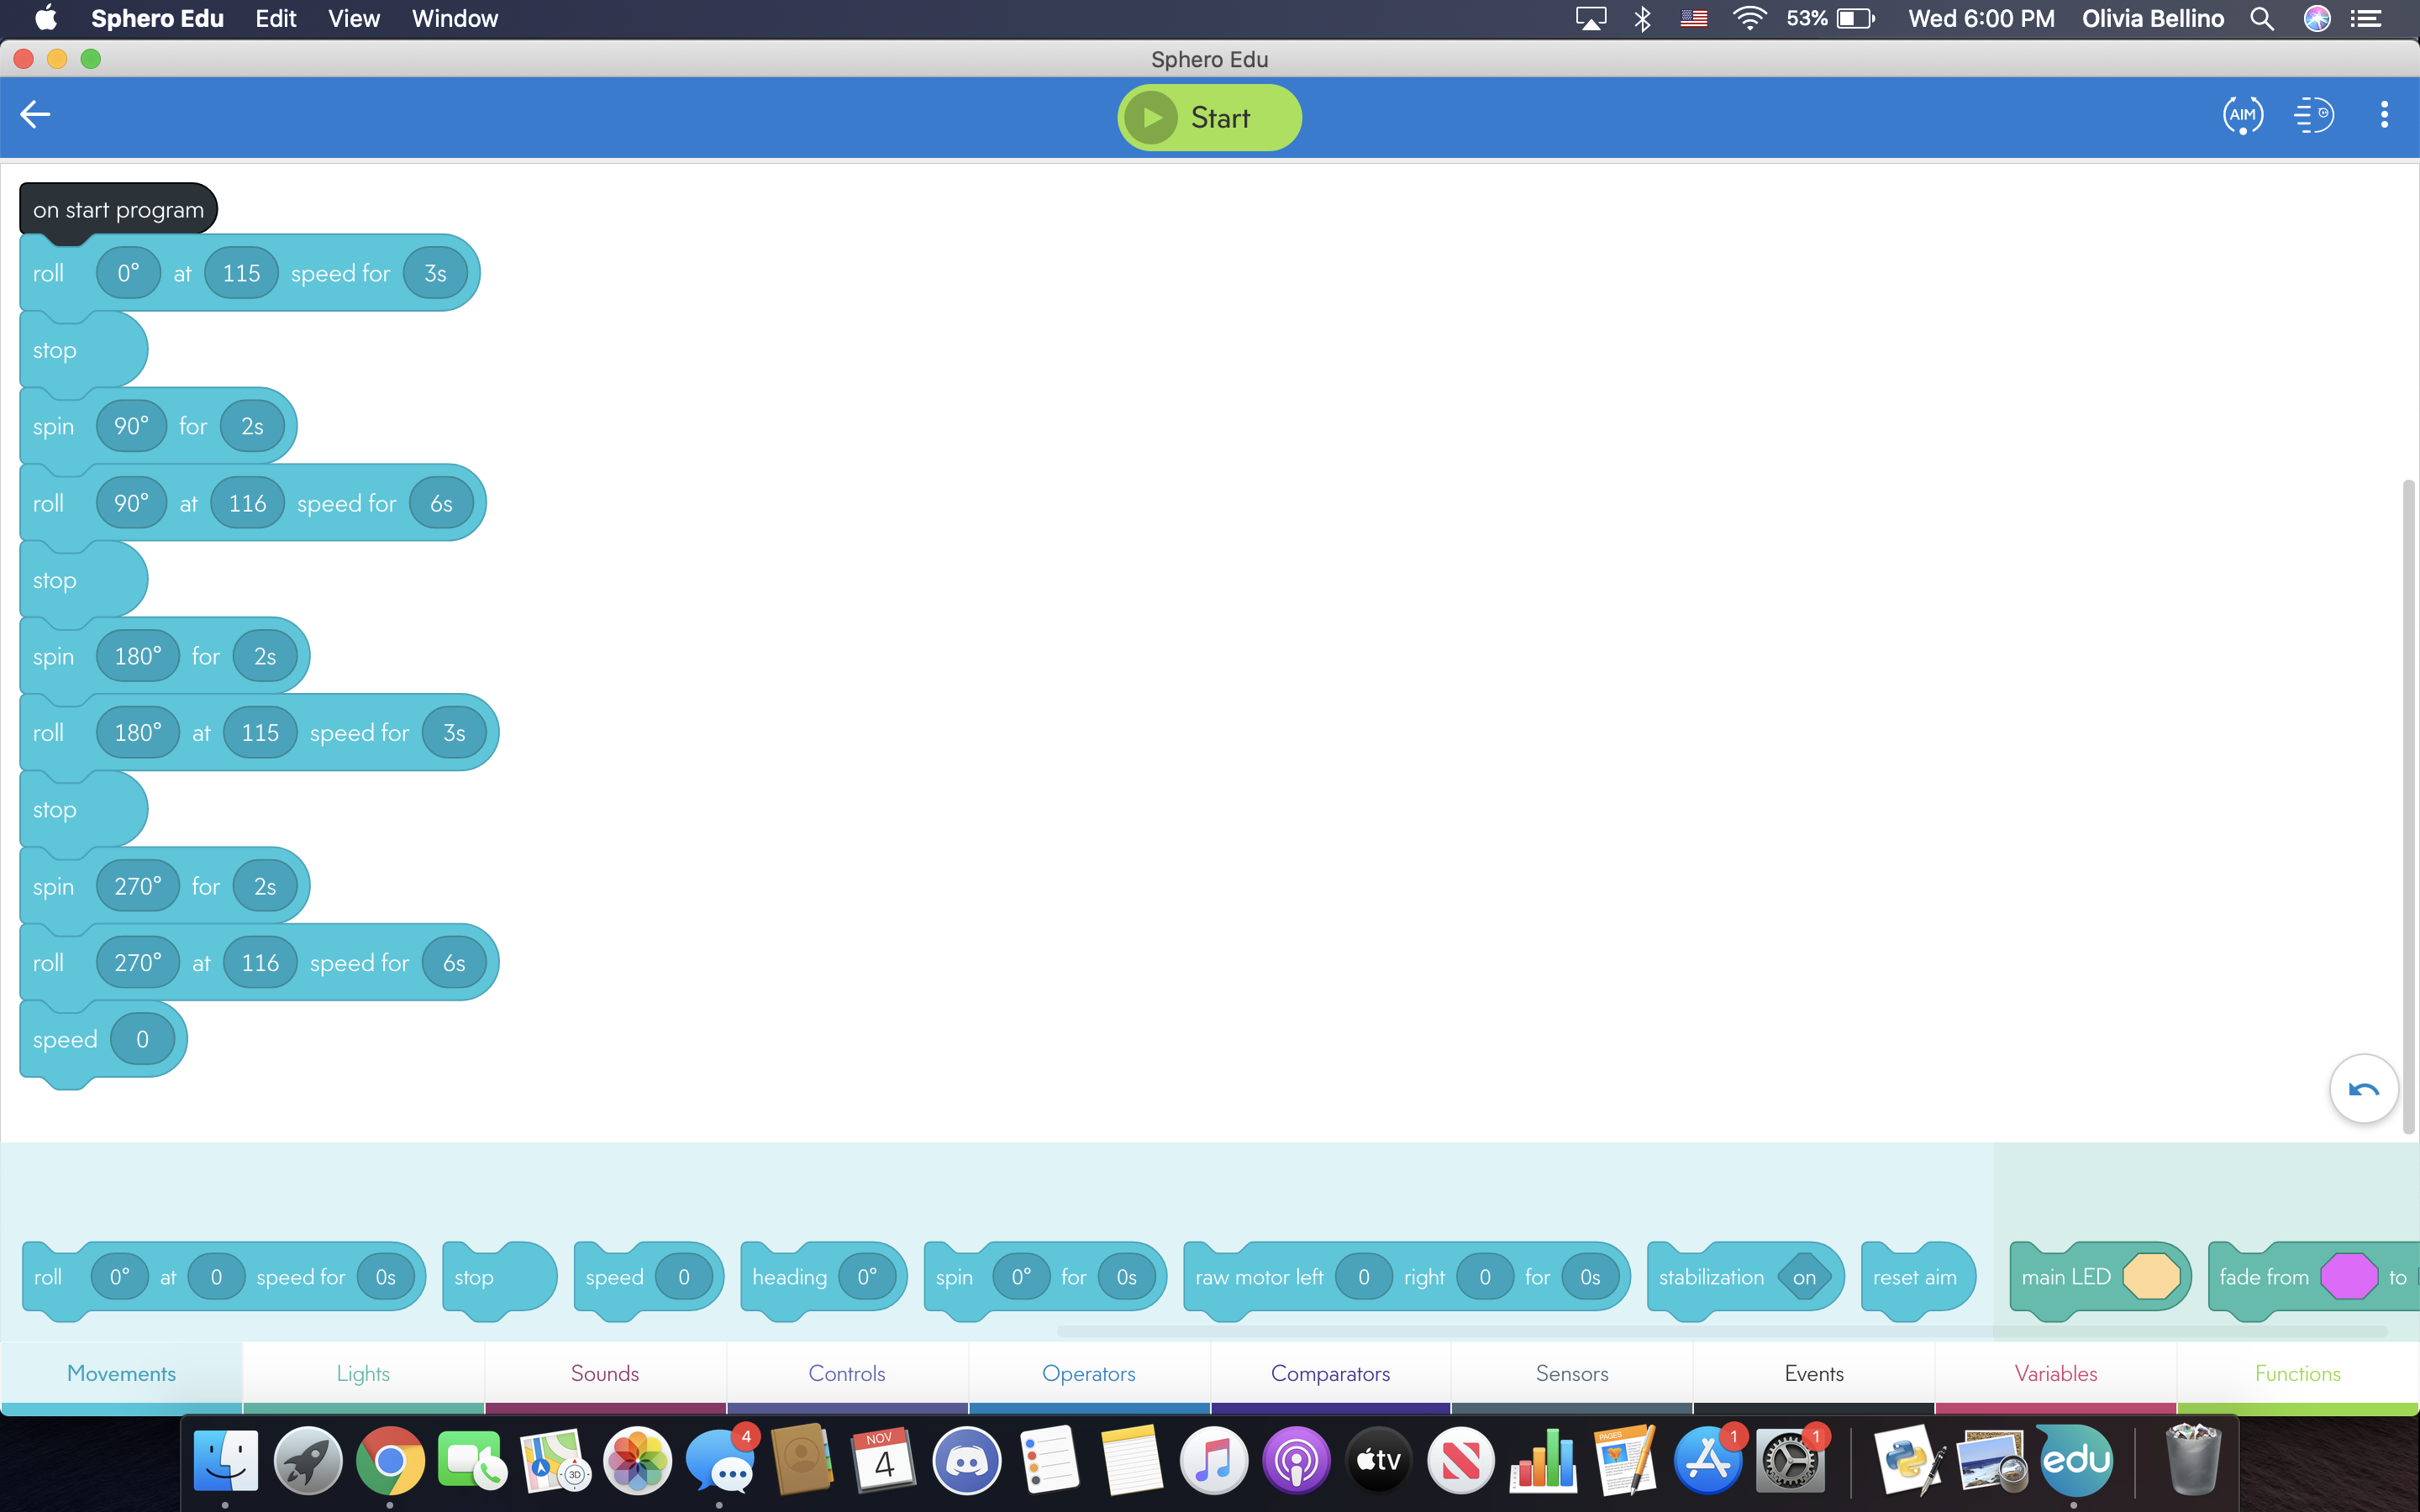 Sphero Edu Edit View Window 53% Wed 6:00 PM Olivia Bellino
Sphero Edu
Start AIM
on start program
roll 0° at 115 speed for 3s
stop
spin 90° for 2s
roll 90° at 116 speed for 6s
stop
spin 180° for 2s
roll 180° at 115 speed for 3s
stop
spin 270° for 2s
roll 270° at 116 speed for 6s
speed 0
roll 0° at 0 speed for 0s stop speed 0 heading 0° spin 0° for 0s raw motor left 0 right 0 for 0s stabilization on reset aim main LED fade from to
Movements Lights Sounds Controls Operators Comparators Sensors Events Variables Functions
3D 4 NOV 4 tv PAGES 1 1 edu